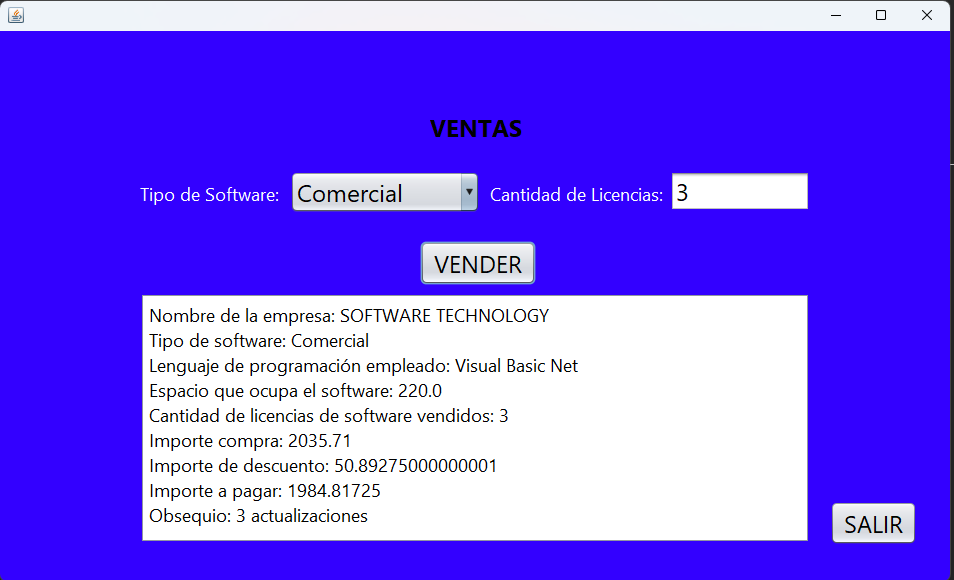 VENTAS
Tipo de Software: Comercial Cantidad de Licencias: 3
VENDER
Nombre de la empresa: SOFTWARE TECHNOLOGY
Tipo de software: Comercial
Lenguaje de programación empleado: Visual Basic Net
Espacio que ocupa el software: 220.0
Cantidad de licencias de software vendidos: 3
Importe compra: 2035.71
Importe de descuento: 50.89275000000001
Importe a pagar: 1984.81725
Obsequio: 3 actualizaciones
SALIR